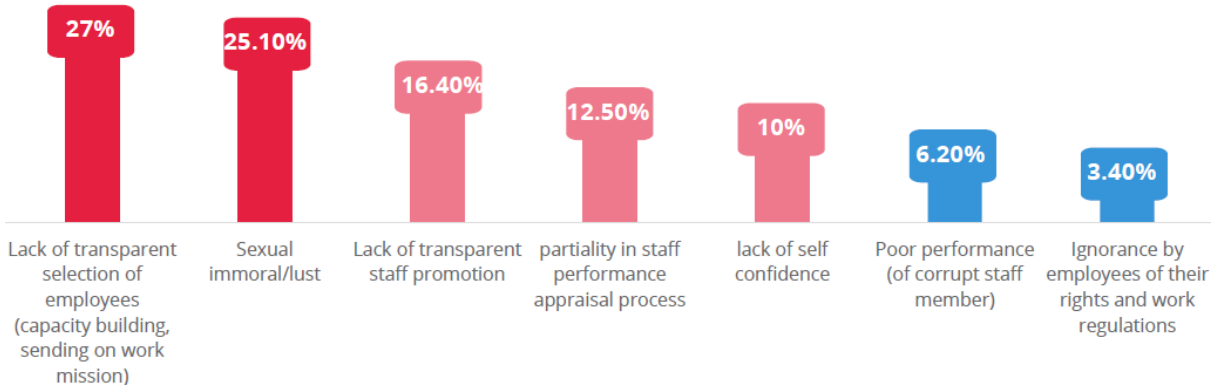 27%
25.10%
16.40%
12.50%
10%
6.20%
3.40%
Lack of transparent
selection of
employees
(capacity building,
sending on work
mission)
Sexual
immoral/lust
Lack of transparent
staff promotion
partiality in staff
performance
appraisal process
lack of self
confidence
Poor performance
(of corrupt staff
member)
Ignorance by
employees of their
rights and work
regulations